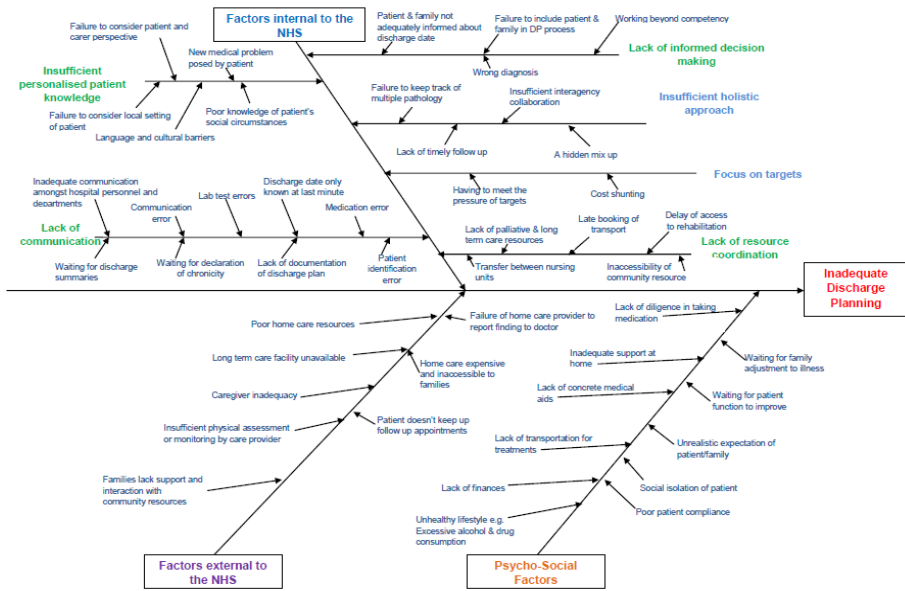 Factors internal to the
NHS
Failure to consider patient and
carer perspective
New medical problem
posed by patient
Insufficient
personalised patient
knowledge
Failure to consider local setting
of patient
Language and cultural barriers
Poor knowledge of patient's
social circumstances
Patient & family not
adequately informed about
discharge date
Failure to include patient &
family in DP process
Working beyond competency
Lack of informed decision
making
Wrong diagnosis
Failure to keep track of
multiple pathology
Insufficient interagency
collaboration
Insufficient holistic
approach
Lack of timely follow up
A hidden mix up
Focus on targets
Having to meet the
pressure of targets
Cost shunting
Inadequate communication
amongst hospital personnel and
deoartments
Communication
error
Lab test errors
Discharge date only
known at last minute
Medication error
Lack of
communication
Waiting for discharge
summaries
Waiting for declaration
of chronicity
Lack of documentation
of discharge plan
Patient
identification
error
Lack of palliative & long
term care resources
Late booking of
transport
Delay of access
to rehabilitation
Lack of resource
coordination
Transfer between nursing
units
Inaccessibility of
community resource
Inadequate
Discharge
Planning
Poor home care resources
Failure of home care provider to
report finding to doctor
Long term care facility unavailable
Home care expensive
and inaccessible to
families
Caregiver inadequacy
Patient doesn't keep up
follow up appointments
Insufficient physical assessment
or monitoring by care provider
Families lack support and
interaction with
community resources
Factors external to
the NHS
Lack of diligence in taking
medication
Waiting for family
adjustment to illness
Inadequate support at
home
Waiting for patient
function to improve
Lack of concrete medical
aids
Unrealistic expectation of
patient/family
Lack of transportation for
treatments
Social isolation of patient
Lack of finances
Poor patient compliance
Unhealthy lifestyle e.g.
Excessive alcohol & drug
consumption
Psycho-Social
Factors